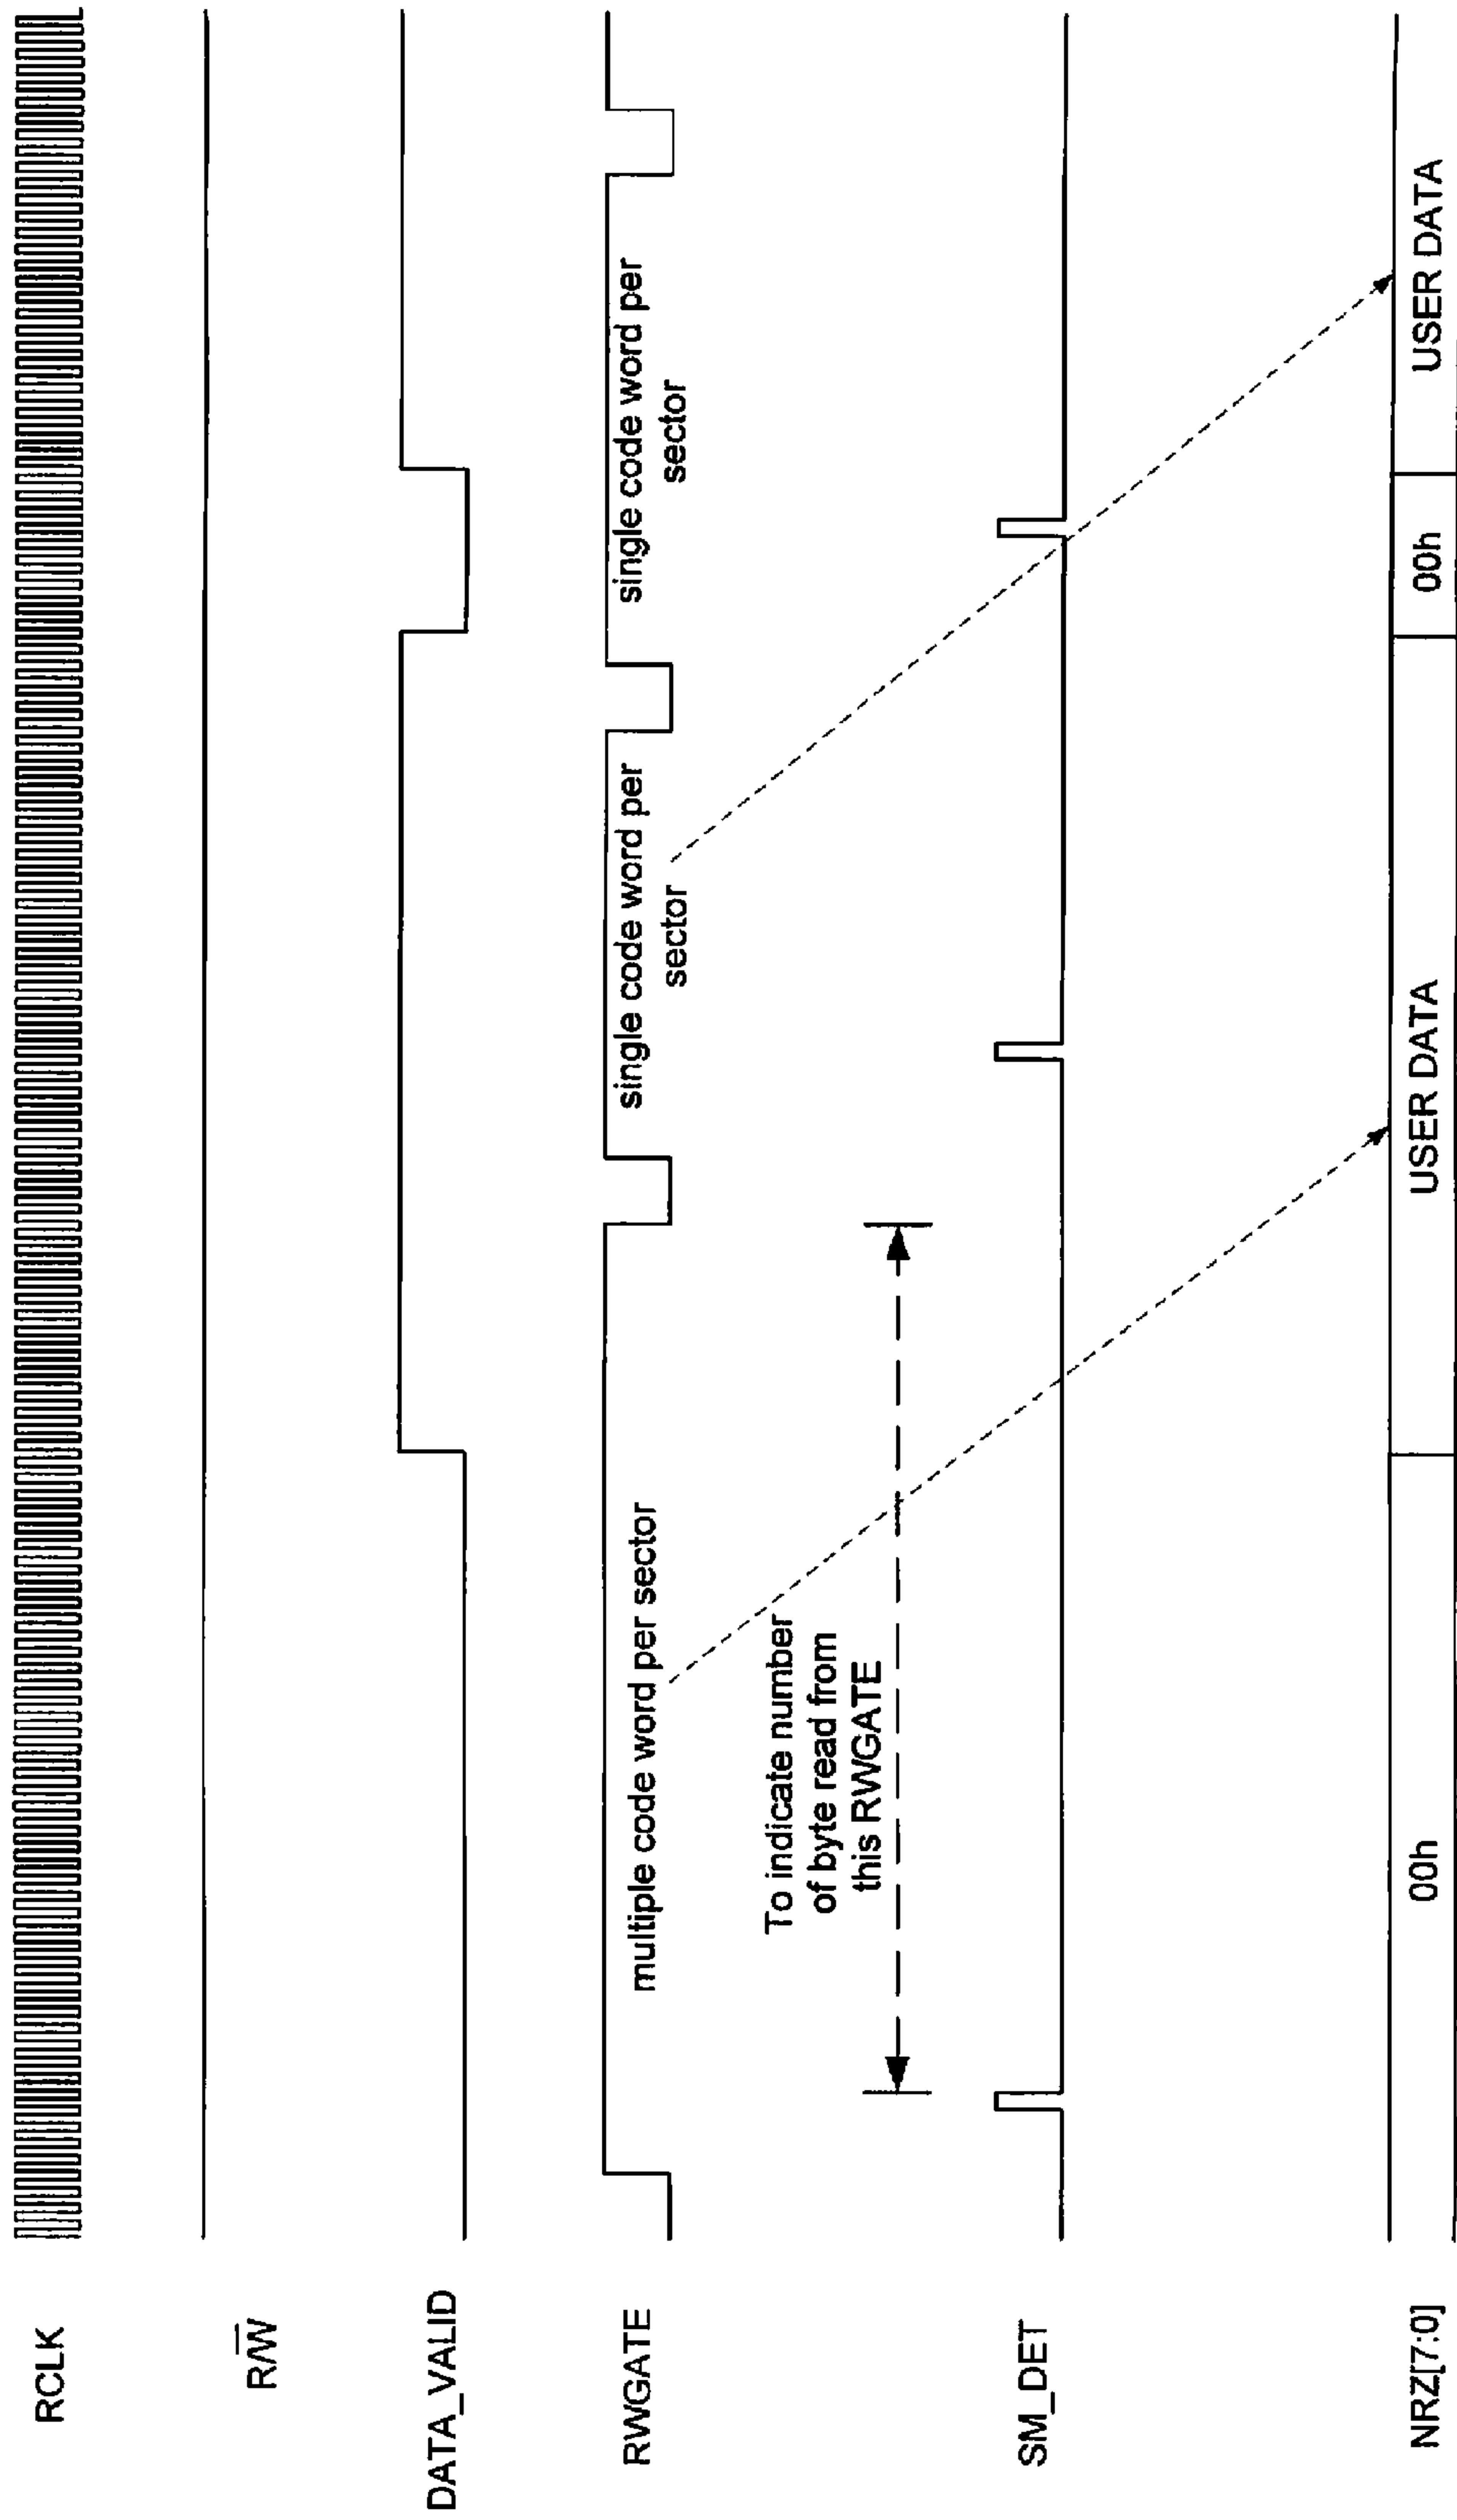 RCLK
R/W̅
DATA_VALID
RWGATE
multiple code word per sector
single code word per
sector
single code word per
sector
To indicate number
of byte read from
this RWGATE
SM_DET
NRZ[7:0]
00h
USER DATA
00h
USER DATA